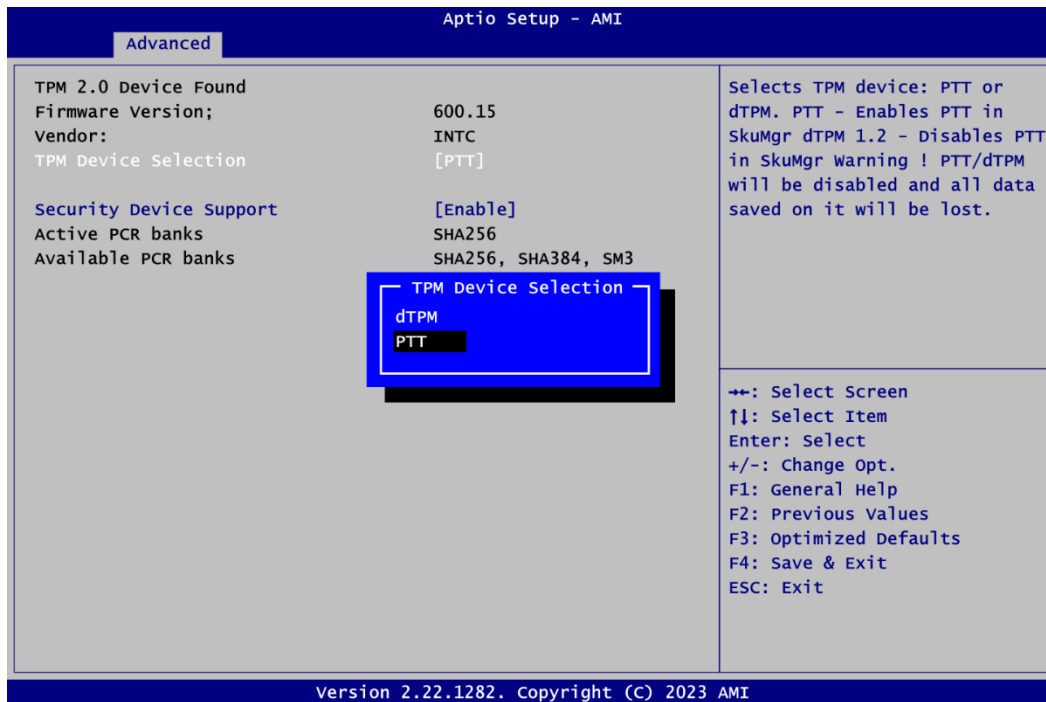 Aptio Setup - AMI
Advanced
TPM 2.0 Device Found
Firmware Version; 600.15
Vendor: INTC
TPM Device Selection [PTT]
Security Device Support [Enable]
Active PCR banks SHA256
Available PCR banks SHA256, SHA384, SM3
TPM Device Selection
dTPM
PTT
Selects TPM device: PTT or
dTPM. PTT - Enables PTT in
SkuMgr dTPM 1.2 - Disables PTT
in SkuMgr Warning ! PTT/dTPM
will be disabled and all data
saved on it will be lost.
→←: Select Screen
↑↓: Select Item
Enter: Select
+/-: Change Opt.
F1: General Help
F2: Previous Values
F3: Optimized Defaults
F4: Save & Exit
ESC: Exit
Version 2.22.1282. Copyright (C) 2023 AMI